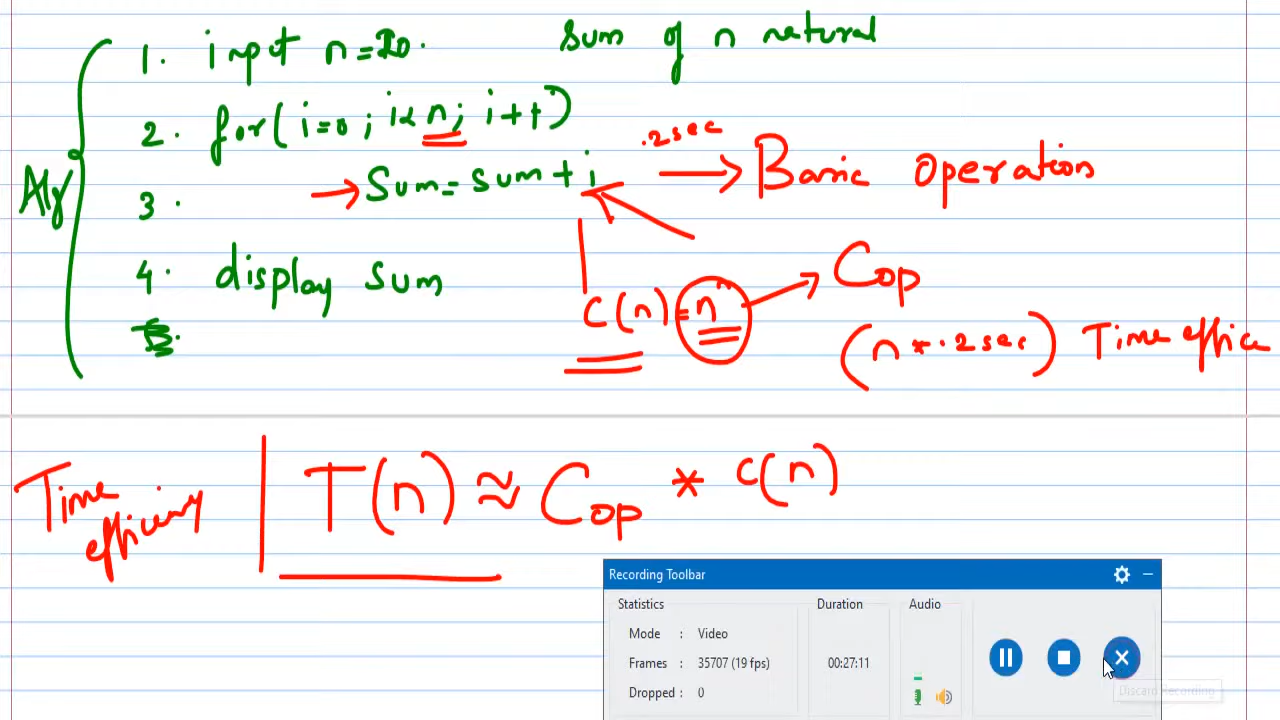 1. input n=10. sum of n natural
2. for(i=0; i<n; i++)
.2sec
3. → Sum=sum+i → Basic Operation
Alg
4. display sum
Cop
C(n)=n
(n*.2sec) Time effice
Time efficiency | T(n) ≈ Cop * C(n)
Recording Toolbar
Statistics Duration Audio
Mode : Video
Frames : 35707 (19 fps) 00:27:11
Dropped : 0
Discard Recording